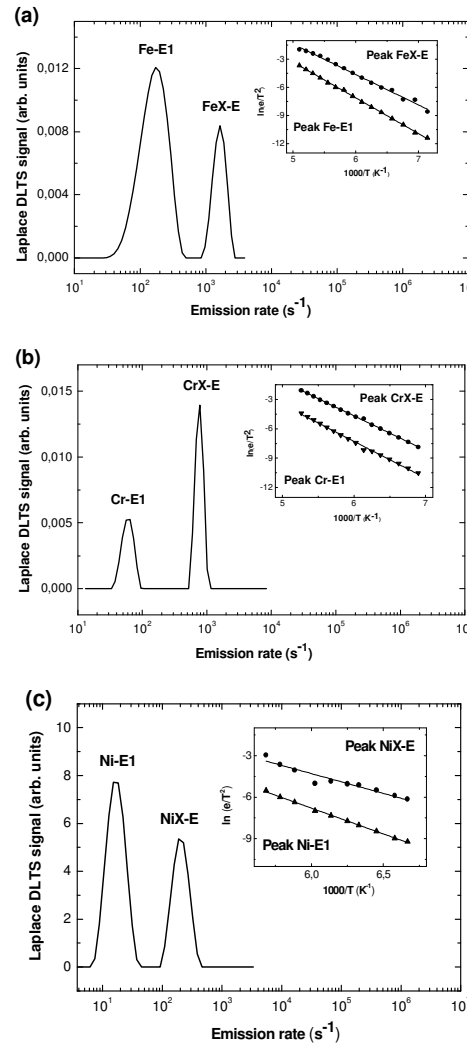 (a)
Laplace DLTS signal (arb. units)
0,012
0,008
0,004
0,000
Fe-E1
FeX-E
Peak FeX-E
Peak Fe-E1
ln(e/T²)
-3
-6
-9
-12
5 6 7
1000/T (K⁻¹)
10¹ 10² 10³ 10⁴ 10⁵ 10⁶ 10⁷
Emission rate (s⁻¹)
(b)
Laplace DLTS signal (arb. units)
0,015
0,010
0,005
0,000
Cr-E1
CrX-E
Peak CrX-E
Peak Cr-E1
ln(e/T²)
-3
-6
-9
-12
5 6 7
1000/T (K⁻¹)
10¹ 10² 10³ 10⁴ 10⁵ 10⁶
Emission rate (s⁻¹)
(c)
Laplace DLTS signal (arb. units)
10
8
6
4
2
0
Ni-E1
NiX-E
Peak NiX-E
Peak Ni-E1
ln (e/T²)
-3
-6
-9
6,0 6,5
1000/T (K⁻¹)
10¹ 10² 10³ 10⁴ 10⁵ 10⁶
Emission rate (s⁻¹)